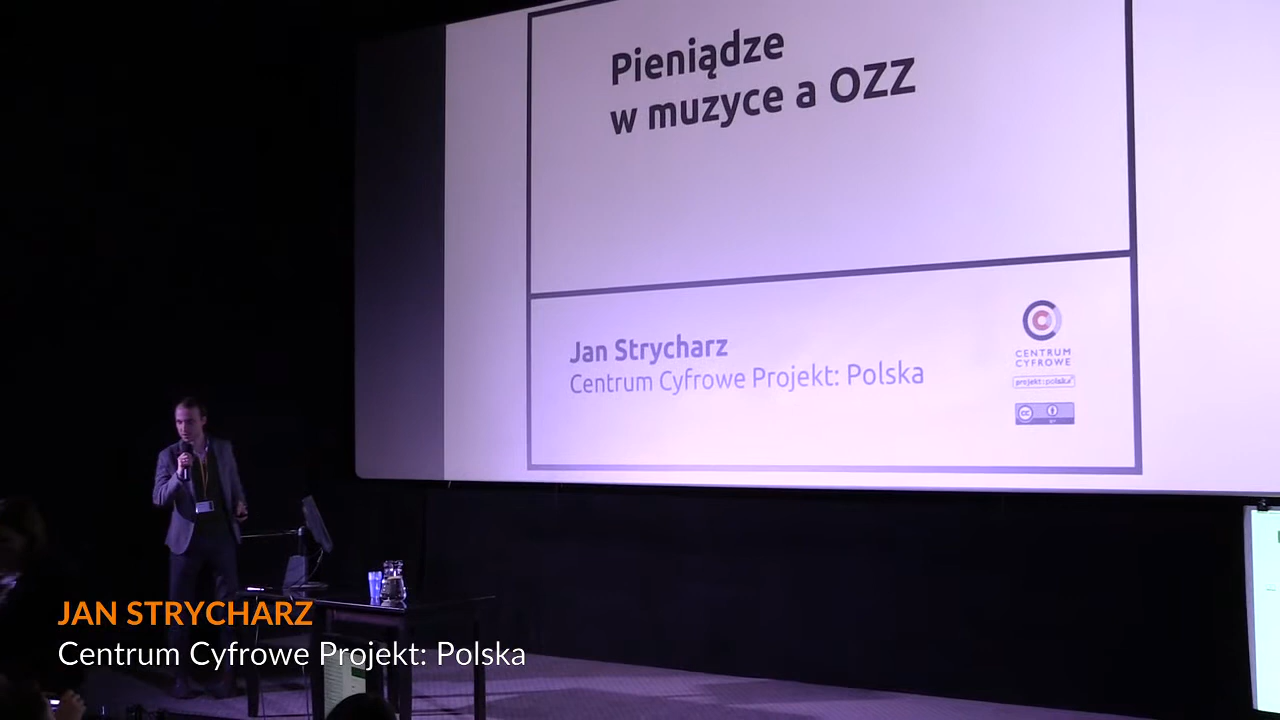 Pieniądze
w muzyce a OZZ
Jan Strycharz
Centrum Cyfrowe Projekt: Polska
CENTRUM
CYFROWE
projekt: polska
cc
JAN STRYCHARZ
Centrum Cyfrowe Projekt: Polska